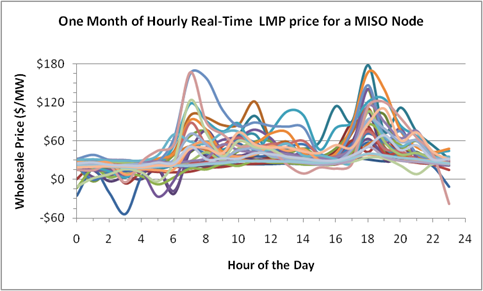 One Month of Hourly Real-Time LMP price for a MISO Node
Wholesale Price ($/MW)
$180
$120
$60
$0
-$60
0 2 4 6 8 10 12 14 16 18 20 22 24
Hour of the Day